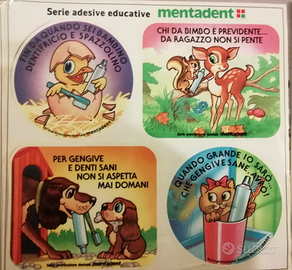 Serie adesive educative mentadent
FIN DA QUANDO SEI BAMBINO
DENTIFRICIO E SPAZZOLINO
CHI DA BIMBO È PREVIDENTE...
DA RAGAZZO NON SI PENTE
PER GENGIVE
E DENTI SANI
NON SI ASPETTA
MAI DOMANI
QUANDO GRANDE IO SARÒ...
CHE GENGIVE SANE
subito